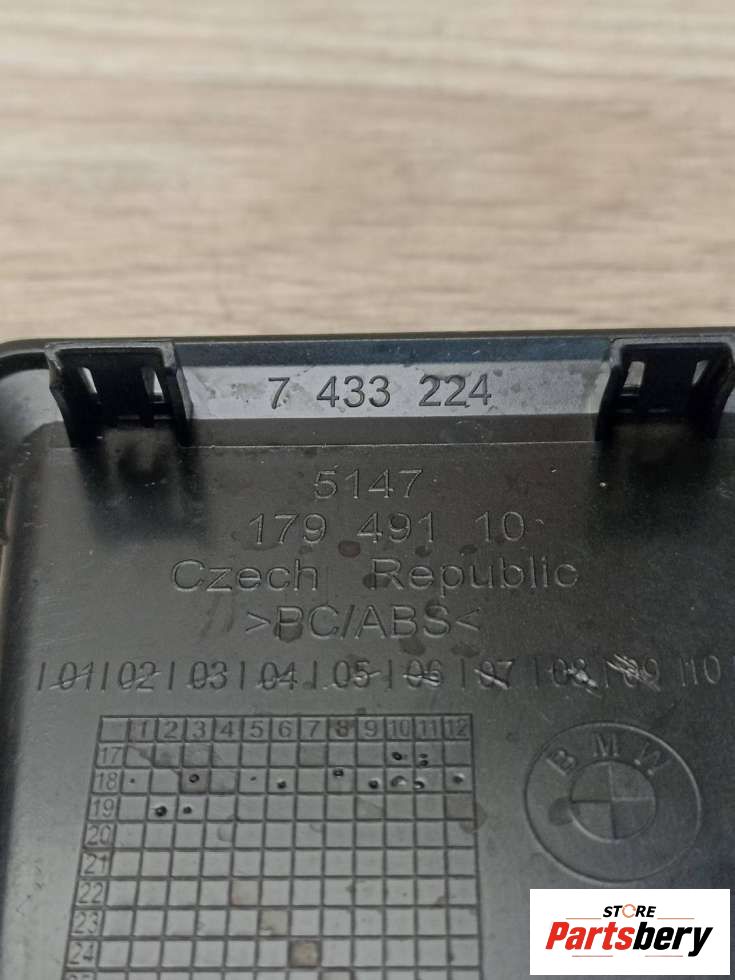 7 433 224
5147
179 491 10
Czech Republic
>PC/ABS<
|01|02|03|04|05|06|07|08|09|10
1 2 3 4 5 6 7 8 9 10 11 12
17
18
19
20
21
22
23
24
BMW
STORE
Partsbery